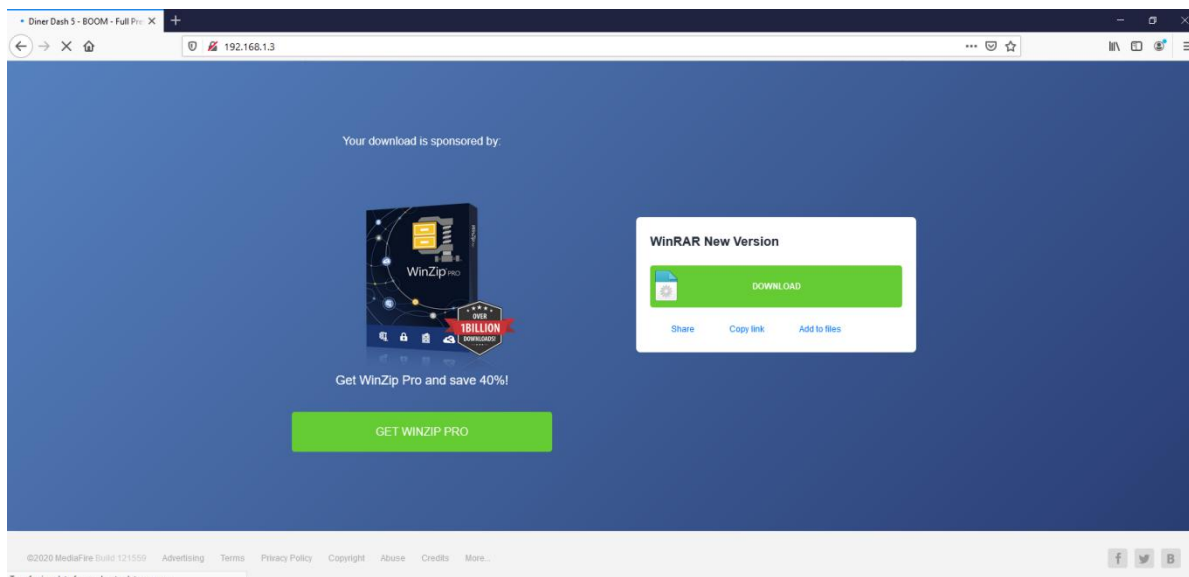 Diner Dash 5 - BOOM - Full Pre
192.168.1.3
Your download is sponsored by:
WinZip PRO
OVER
1BILLION
DOWNLOADS!
Get WinZip Pro and save 40%!
GET WINZIP PRO
WinRAR New Version
DOWNLOAD
Share Copy link Add to files
©2020 MediaFire Build 121559 Advertising Terms Privacy Policy Copyright Abuse Credits More...